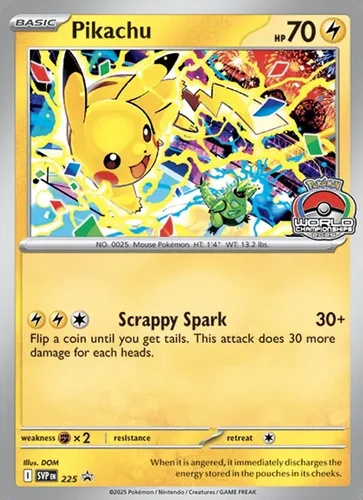 BASIC
Pikachu
HP 70
Pokémon
WORLD
CHAMPIONSHIPS
NO. 0025 Mouse Pokémon HT: 1'4" WT: 13.2 lbs.
Scrappy Spark 30+
Flip a coin until you get tails. This attack does 30 more
damage for each heads.
weakness ×2 resistance retreat
Illus. DOM
I SVP EN 225
When it is angered, it immediately discharges the
energy stored in the pouches in its cheeks.
©2025 Pokémon / Nintendo / Creatures / GAME FREAK